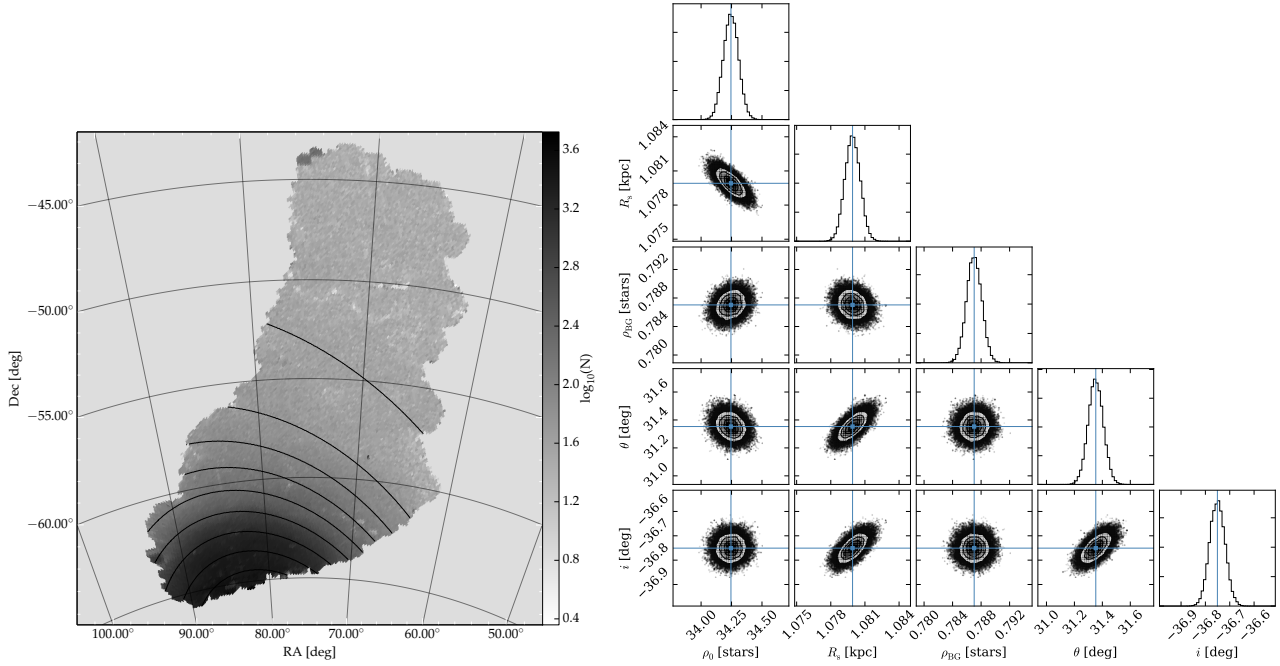 −45.00°
−50.00°
−55.00°
−60.00°
Dec [deg]
100.00° 90.00° 80.00° 70.00° 60.00° 50.00°
RA [deg]
3.6
3.2
2.8
2.4
2.0
1.6
1.2
0.8
0.4
log₁₀(N)
1.084
1.081
1.078
1.075
Rₛ [kpc]
0.792
0.788
0.784
0.780
ρ_BG [stars]
31.6
31.4
31.2
31.0
θ [deg]
−36.6
−36.7
−36.8
−36.9
i [deg]
34.00 34.25 34.50
ρ₀ [stars]
1.075 1.078 1.081 1.084
Rₛ [kpc]
0.780 0.784 0.788 0.792
ρ_BG [stars]
31.0 31.2 31.4 31.6
θ [deg]
−36.9 −36.8 −36.7 −36.6
i [deg]